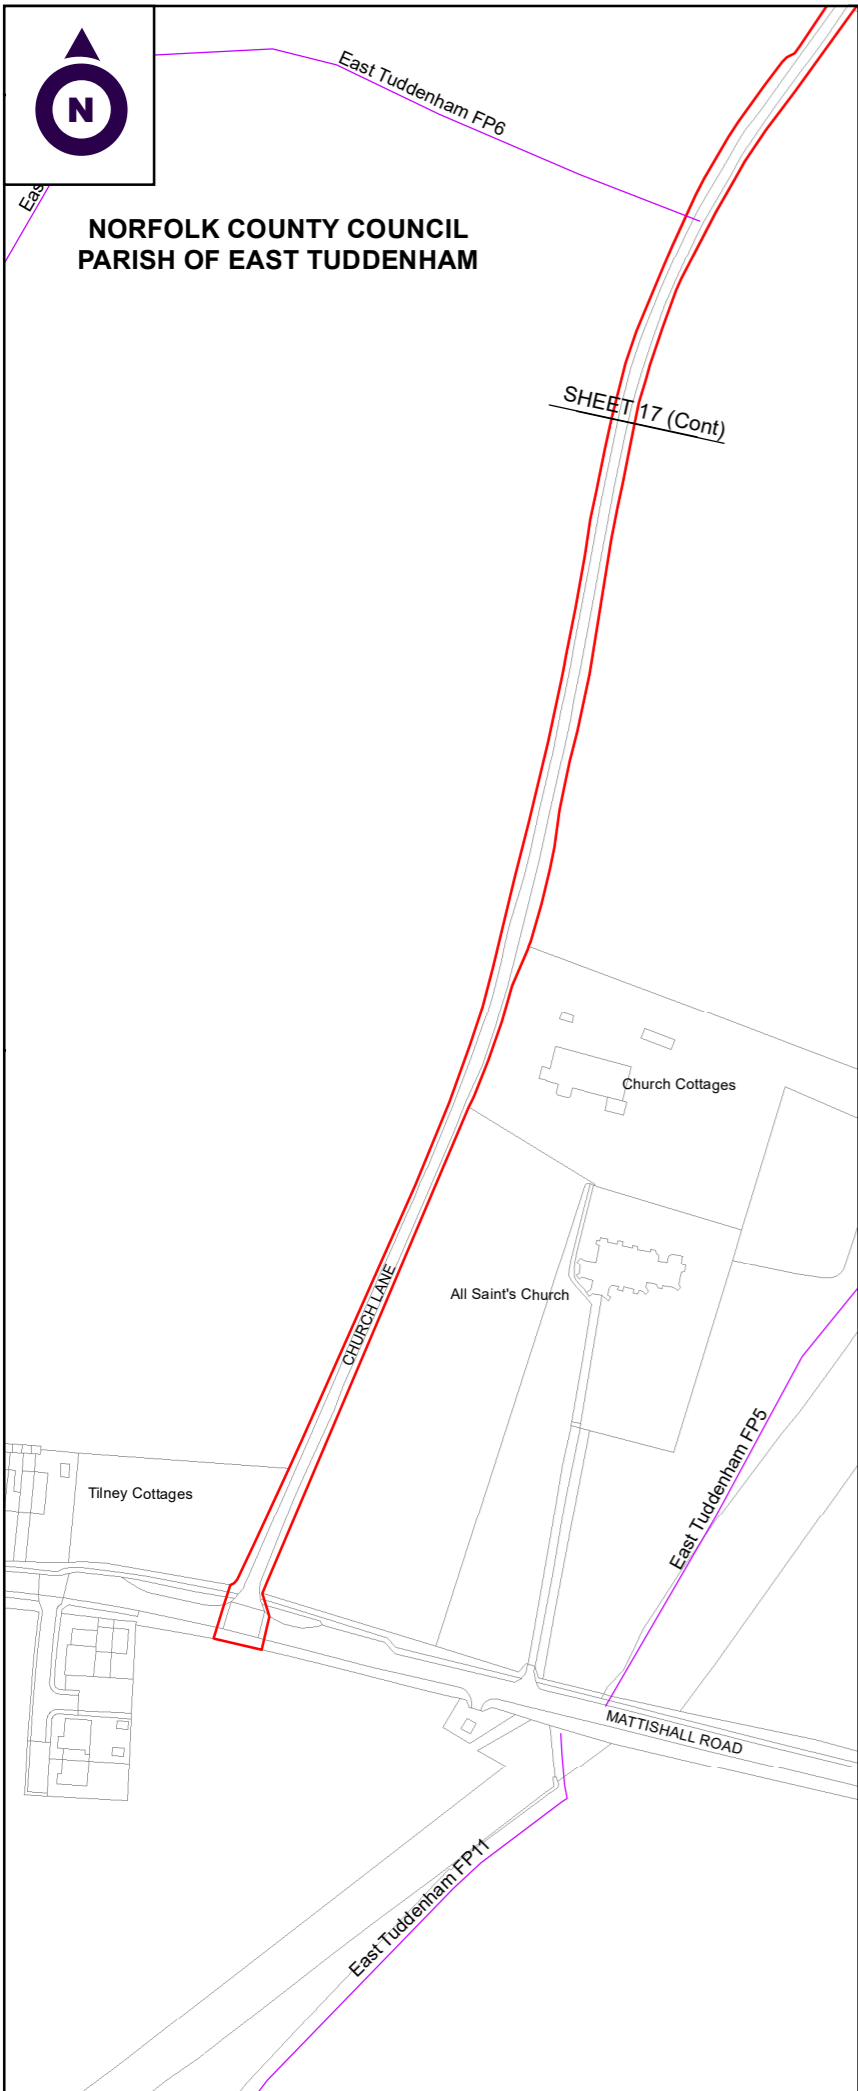 N
East Tuddenham FP6
Eas
NORFOLK COUNTY COUNCIL
PARISH OF EAST TUDDENHAM
SHEET 17 (Cont)
Church Cottages
All Saint's Church
CHURCH LANE
East Tuddenham FP5
Tilney Cottages
MATTISHALL ROAD
East Tuddenham FP11